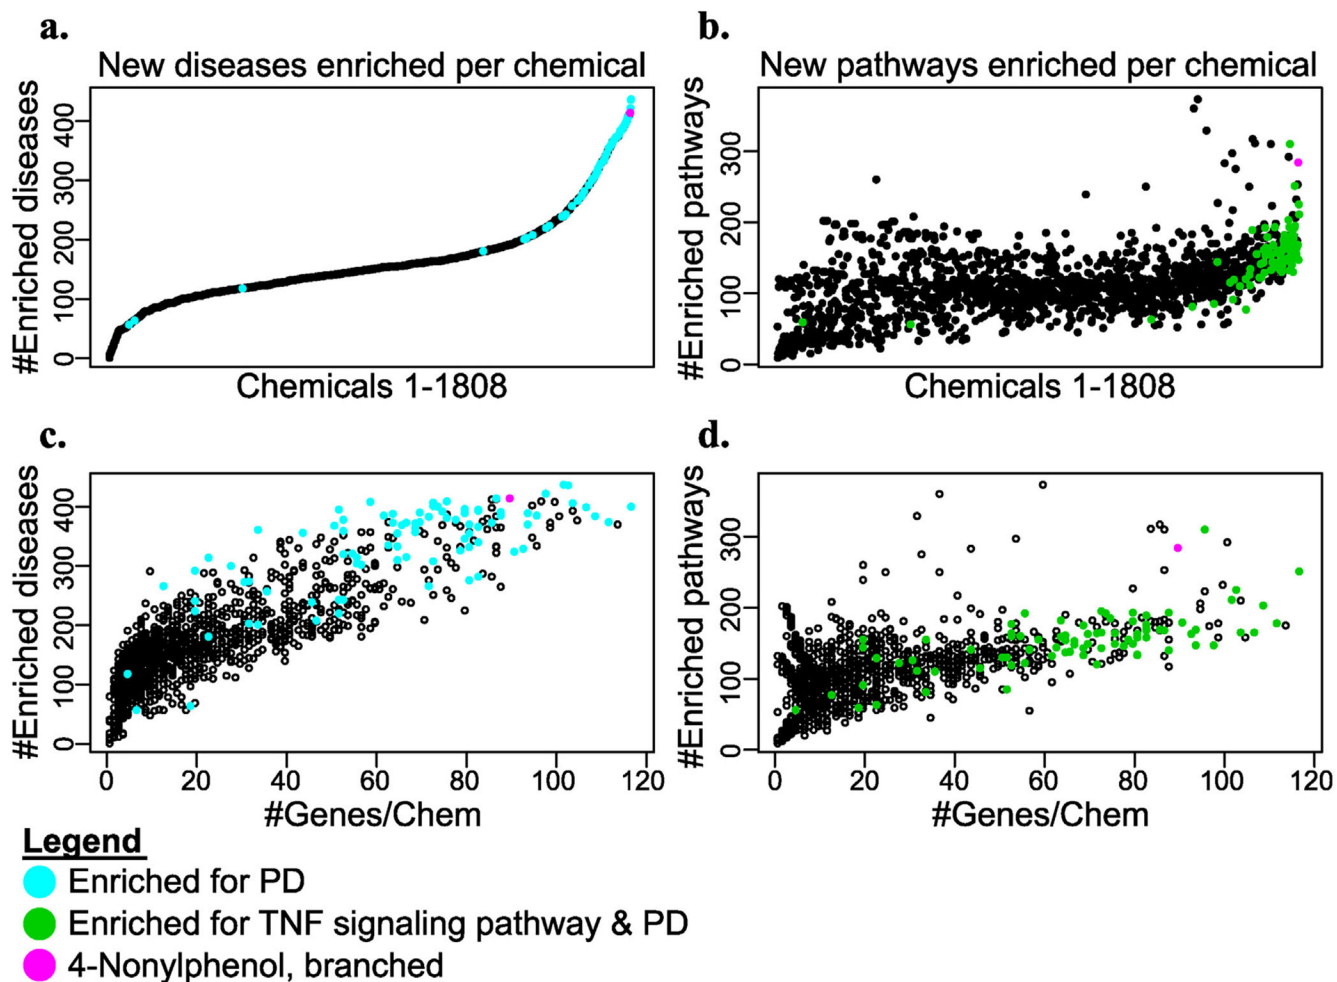 a.
New diseases enriched per chemical
#Enriched diseases
0 100 200 300 400
Chemicals 1-1808
b.
New pathways enriched per chemical
#Enriched pathways
0 100 200 300
Chemicals 1-1808
c.
#Enriched diseases
0 100 200 300 400
0 20 40 60 80 100 120
#Genes/Chem
d.
#Enriched pathways
0 100 200 300
0 20 40 60 80 100 120
#Genes/Chem
Legend
Enriched for PD
Enriched for TNF signaling pathway & PD
4-Nonylphenol, branched